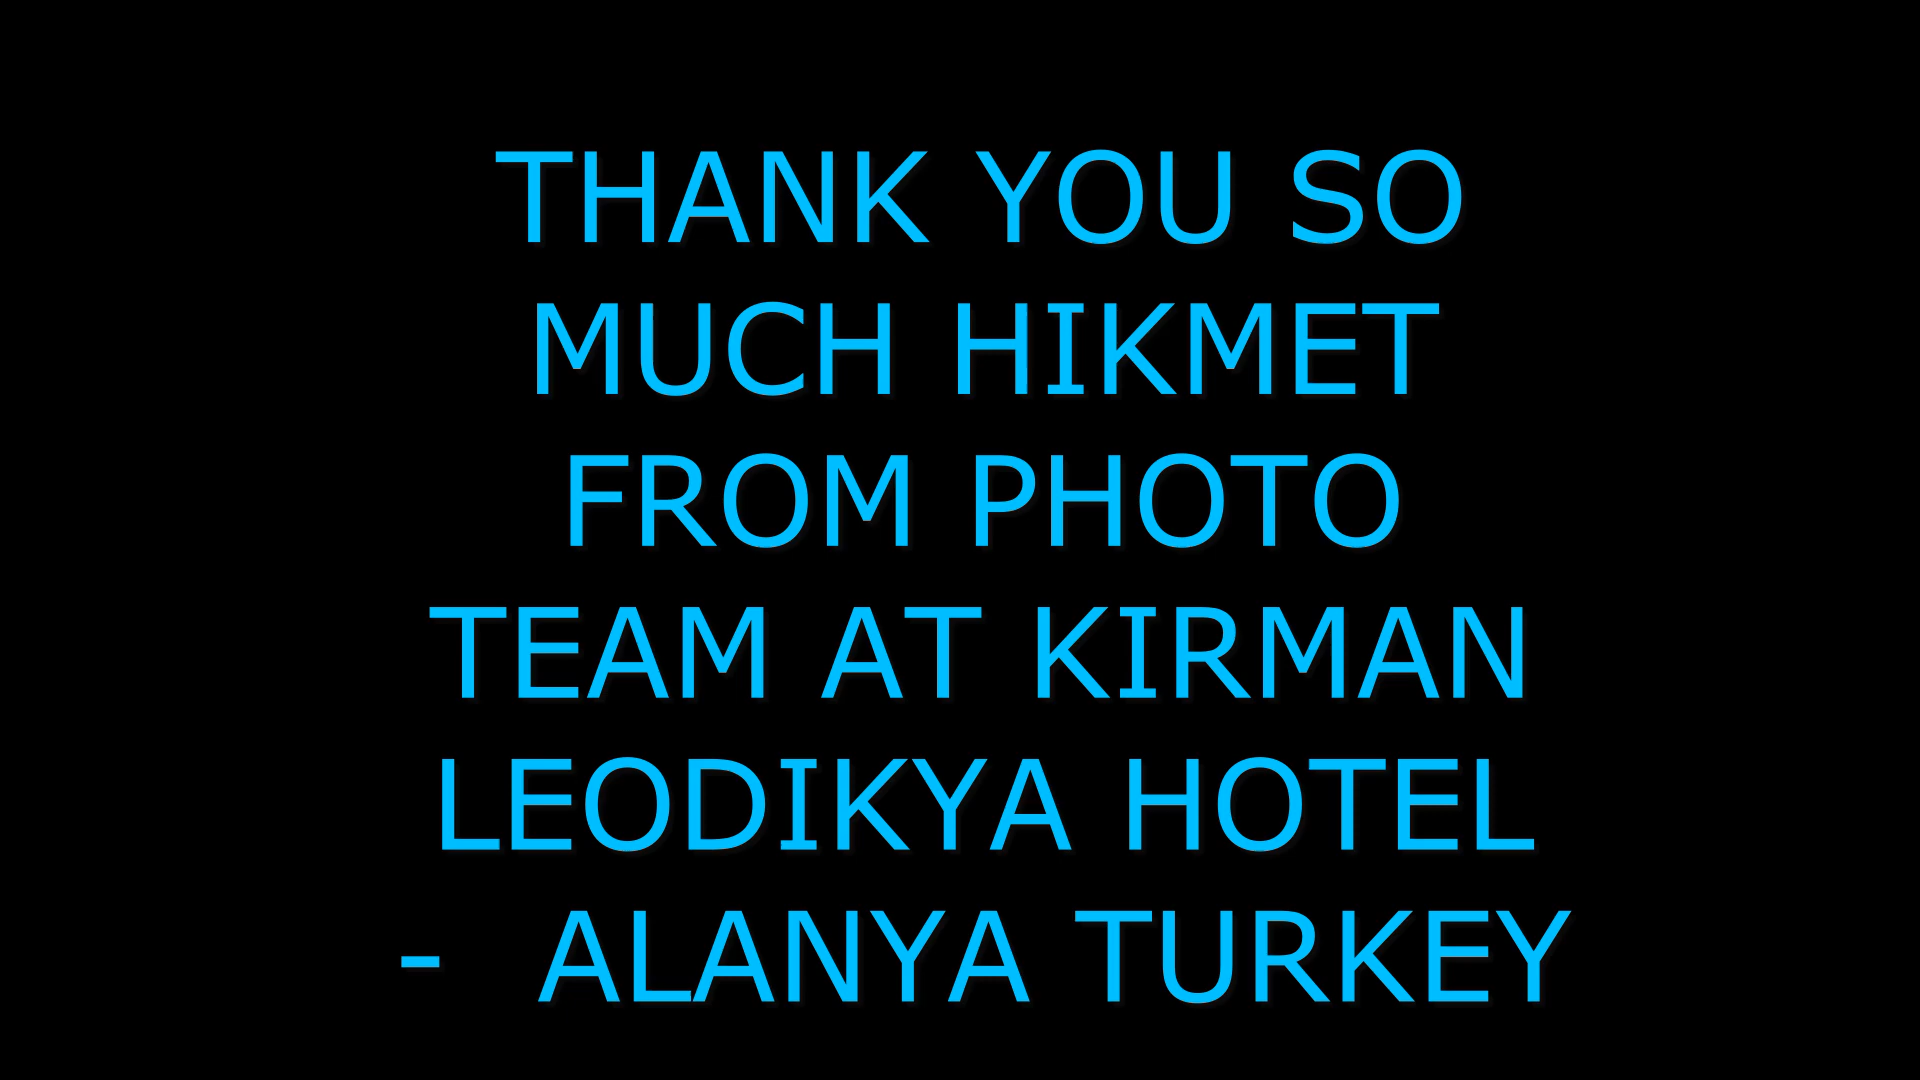 THANK YOU SO
MUCH HIKMET
FROM PHOTO
TEAM AT KIRMAN
LEODIKYA HOTEL
-  ALANYA TURKEY